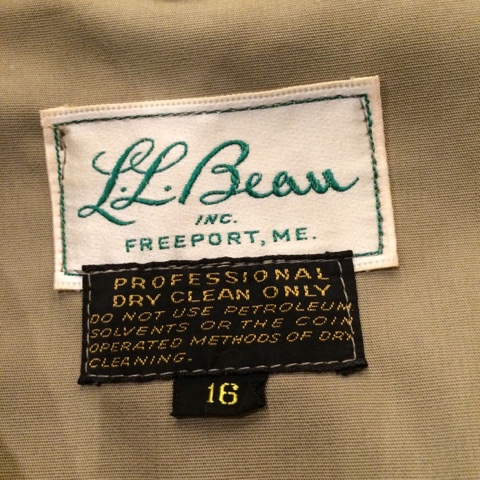 L.L.Bean
INC.
FREEPORT, ME.
PROFESSIONAL
DRY CLEAN ONLY
DO NOT USE PETROLEUM
SOLVENTS OR THE COIN
OPERATED METHODS OF DRY
CLEANING.
16